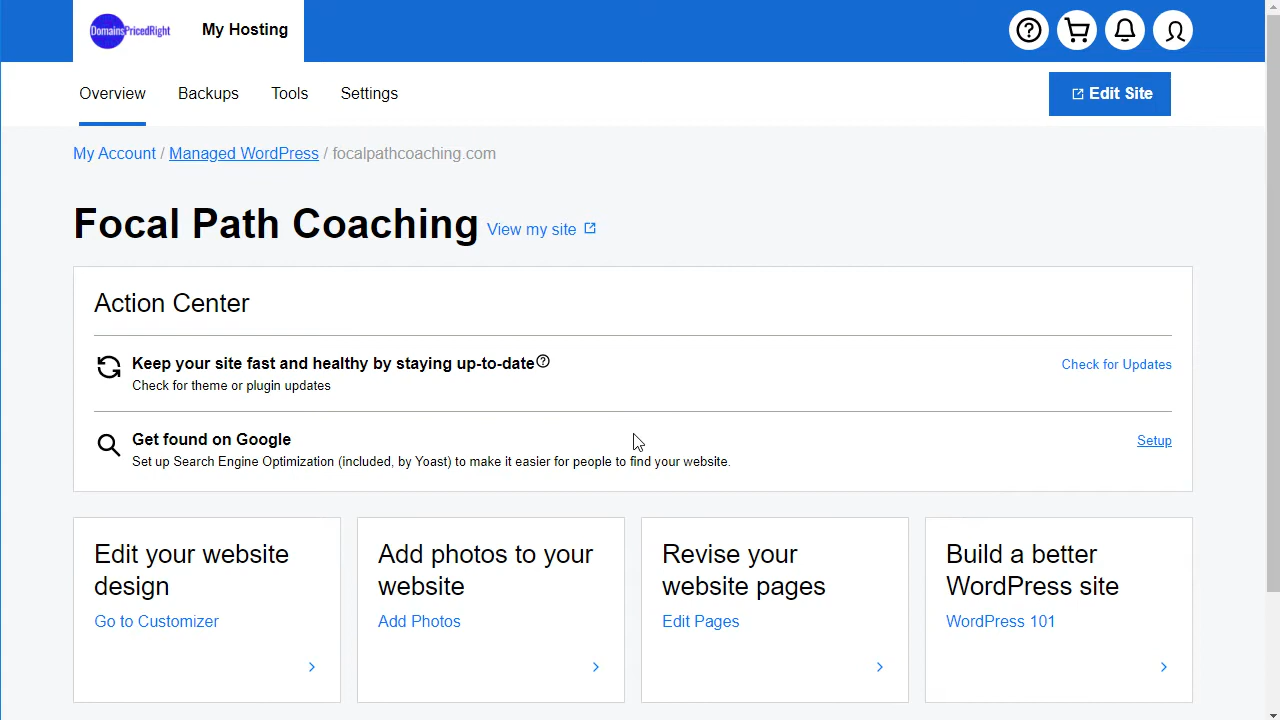 DomainsPricedRight
My Hosting
Overview
Backups
Tools
Settings
Edit Site
My Account / Managed WordPress / focalpathcoaching.com
Focal Path Coaching
View my site
Action Center
Keep your site fast and healthy by staying up-to-date
Check for theme or plugin updates
Check for Updates
Get found on Google
Set up Search Engine Optimization (included, by Yoast) to make it easier for people to find your website.
Setup
Edit your website
design
Go to Customizer
Add photos to your
website
Add Photos
Revise your
website pages
Edit Pages
Build a better
WordPress site
WordPress 101